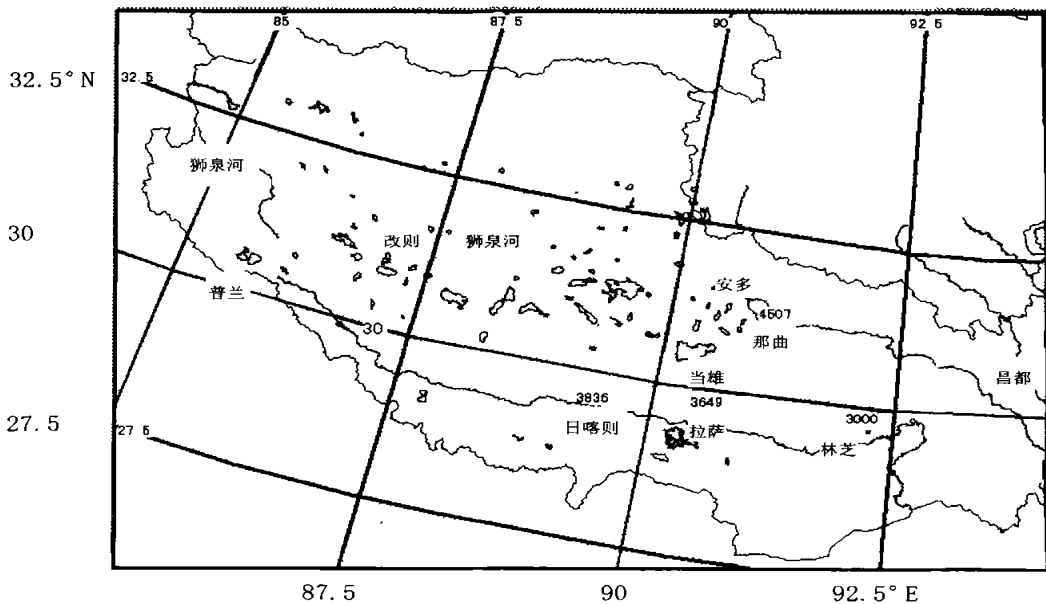 85 87.5 90 92.5
32.5°N 32.5
狮泉河
30 改则 狮泉河
普兰 安多
4507
30 那曲
当雄 昌都
3836 3649 3000
27.5 27.5 日喀则 拉萨 林芝
87.5 90 92.5°E